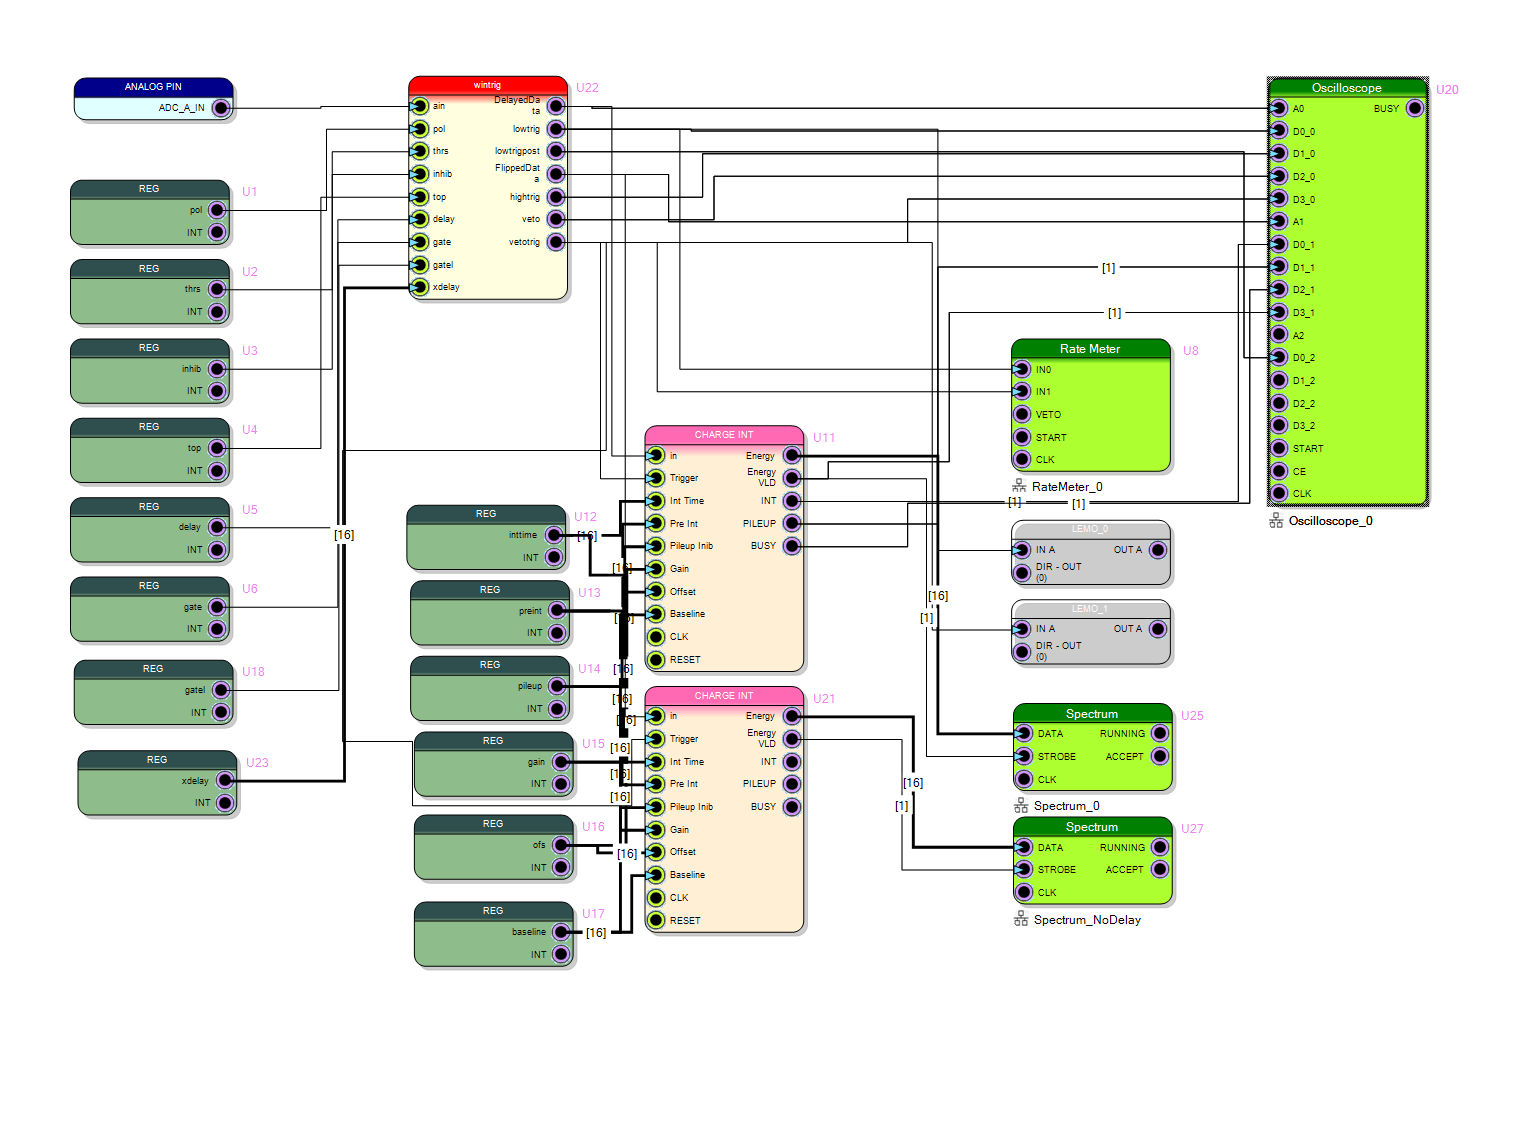 ANALOG PIN
ADC_A_IN
REG
U1
pol
INT
REG
U2
thrs
INT
REG
U3
inhib
INT
REG
U4
top
INT
REG
U5
delay
INT
REG
U6
gate
INT
REG
U18
gatel
INT
REG
U23
xdelay
INT
[16]
wintrig
U22
ain
pol
thrs
inhib
top
delay
gate
gatel
xdelay
DelayedDa
ta
lowtrig
lowtrigpost
FlippedDat
a
hightrig
veto
vetotrig
REG
U12
inttime
INT
REG
U13
preint
INT
REG
U14
pileup
INT
REG
U15
gain
INT
REG
U16
ofs
INT
REG
U17
baseline
INT
[16]
[16]
[16]
[16]
[16]
[16]
[16]
[16]
[16]
[16]
[16]
CHARGE INT
U11
in
Trigger
Int Time
Pre Int
Pileup Inib
Gain
Offset
Baseline
CLK
RESET
Energy
Energy
VLD
INT
PILEUP
BUSY
CHARGE INT
U21
in
Trigger
Int Time
Pre Int
Pileup Inib
Gain
Offset
Baseline
CLK
RESET
Energy
Energy
VLD
INT
PILEUP
BUSY
[1]
[1]
[1]
[1]
[16]
[1]
[16]
[1]
Rate Meter
U8
IN0
IN1
VETO
START
CLK
RateMeter_0
LEMO_0
IN A
OUT A
DIR - OUT
(0)
LEMO_1
IN A
OUT A
DIR - OUT
(0)
Spectrum
U25
DATA
RUNNING
STROBE
ACCEPT
CLK
Spectrum_0
Spectrum
U27
DATA
RUNNING
STROBE
ACCEPT
CLK
Spectrum_NoDelay
Oscilloscope
U20
A0
BUSY
D0_0
D1_0
D2_0
D3_0
A1
D0_1
D1_1
D2_1
D3_1
A2
D0_2
D1_2
D2_2
D3_2
START
CE
CLK
Oscilloscope_0